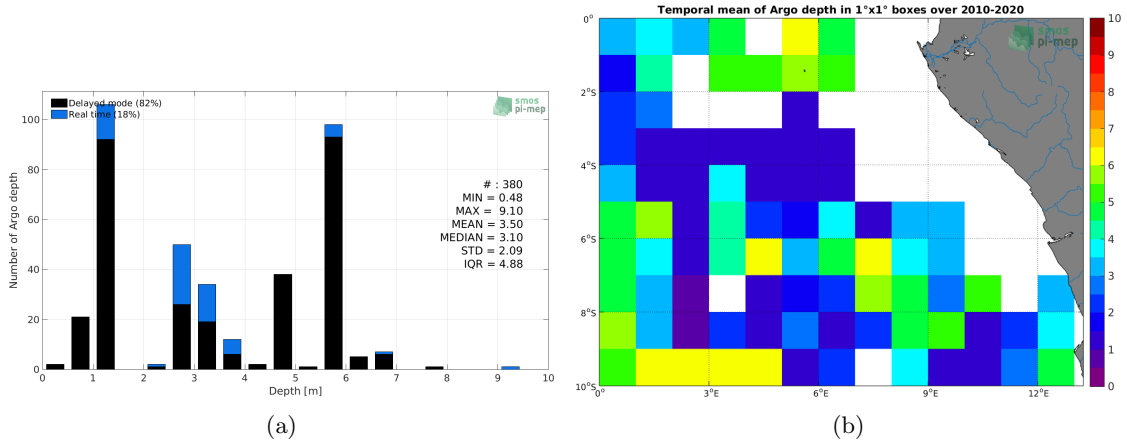 Delayed mode (82%)
Real time (18%)
smos
pi-mep
# : 380
MIN = 0.48
MAX = 9.10
MEAN = 3.50
MEDIAN = 3.10
STD = 2.09
IQR = 4.88
Number of Argo depth
100
80
60
40
20
0
0 1 2 3 4 5 6 7 8 9 10
Depth [m]
(a)
Temporal mean of Argo depth in 1°x1° boxes over 2010-2020
smos
pi-mep
0°
2°S
4°S
6°S
8°S
10°S
0° 3°E 6°E 9°E 12°E
10
9
8
7
6
5
4
3
2
1
0
(b)